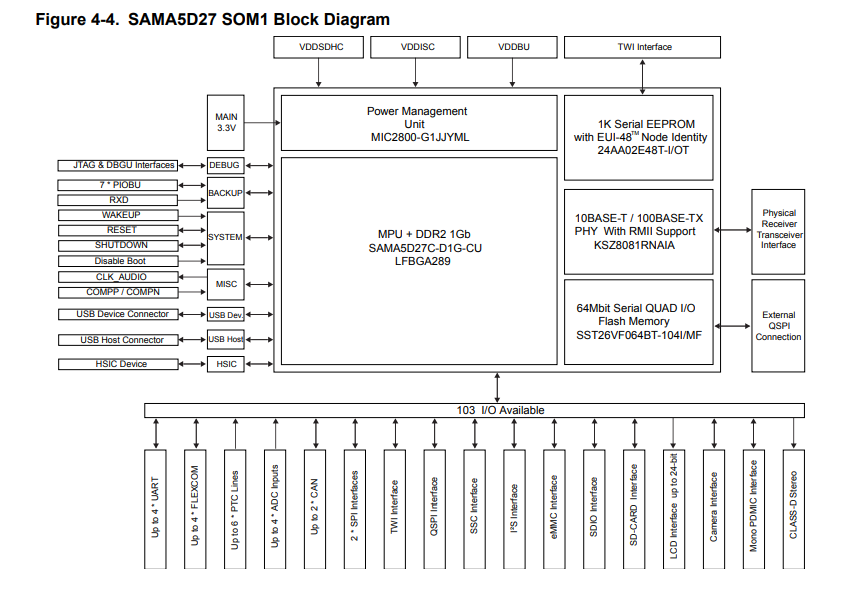 Figure 4-4. SAMA5D27 SOM1 Block Diagram
VDDSDHC
VDDISC
VDDBU
TWI Interface
MAIN
3.3V
Power Management
Unit
MIC2800-G1JJYML
1K Serial EEPROM
with EUI-48™ Node Identity
24AA02E48T-I/OT
JTAG & DBGU Interfaces
DEBUG
7 * PIOBU
RXD
BACKUP
WAKEUP
RESET
SHUTDOWN
Disable Boot
SYSTEM
CLK_AUDIO
COMPP / COMPN
MISC
USB Device Connector
USB Dev.
USB Host Connector
USB Host
HSIC Device
HSIC
MPU + DDR2 1Gb
SAMA5D27C-D1G-CU
LFBGA289
10BASE-T / 100BASE-TX
PHY With RMII Support
KSZ8081RNAIA
Physical
Receiver
Transceiver
Interface
64Mbit Serial QUAD I/O
Flash Memory
SST26VF064BT-104I/MF
External
QSPI
Connection
103 I/O Available
Up to 4 * UART
Up to 4 * FLEXCOM
Up to 6 * PTC Lines
Up to 4 * ADC Inputs
Up to 2 * CAN
2 * SPI Interfaces
TWI Interface
QSPI Interface
SSC Interface
I²S Interface
eMMC Interface
SDIO Interface
SD-CARD Interface
LCD Interface up to 24-bit
Camera Interface
Mono PDMIC Interface
CLASS-D Stereo